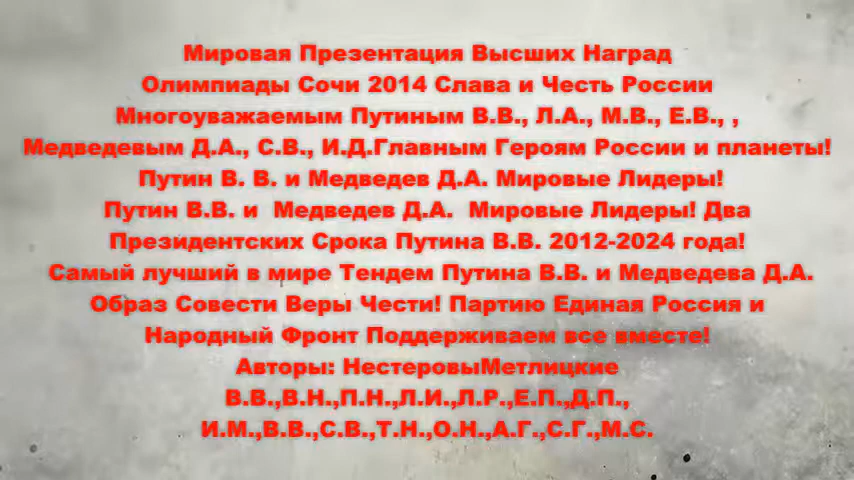 Мировая Презентация Высших Наград
Олимпиады Сочи 2014 Слава и Честь России
Многоуважаемым Путиным В.В., Л.А., М.В., Е.В., ,
Медведевым Д.А., С.В., И.Д.Главным Героям России и планеты!
Путин В. В. и Медведев Д.А. Мировые Лидеры!
Путин В.В. и  Медведев Д.А.  Мировые Лидеры! Два
Президентских Срока Путина В.В. 2012-2024 года!
Самый лучший в мире Тендем Путина В.В. и Медведева Д.А.
Образ Совести Веры Чести! Партию Единая Россия и
Народный Фронт Поддерживаем все вместе!
Авторы: НестеровыМетлицкие
В.В.,В.Н.,П.Н.,Л.И.,Л.Р.,Е.П.,Д.П.,
И.М.,В.В.,С.В.,Т.Н.,О.Н.,А.Г.,С.Г.,М.С.